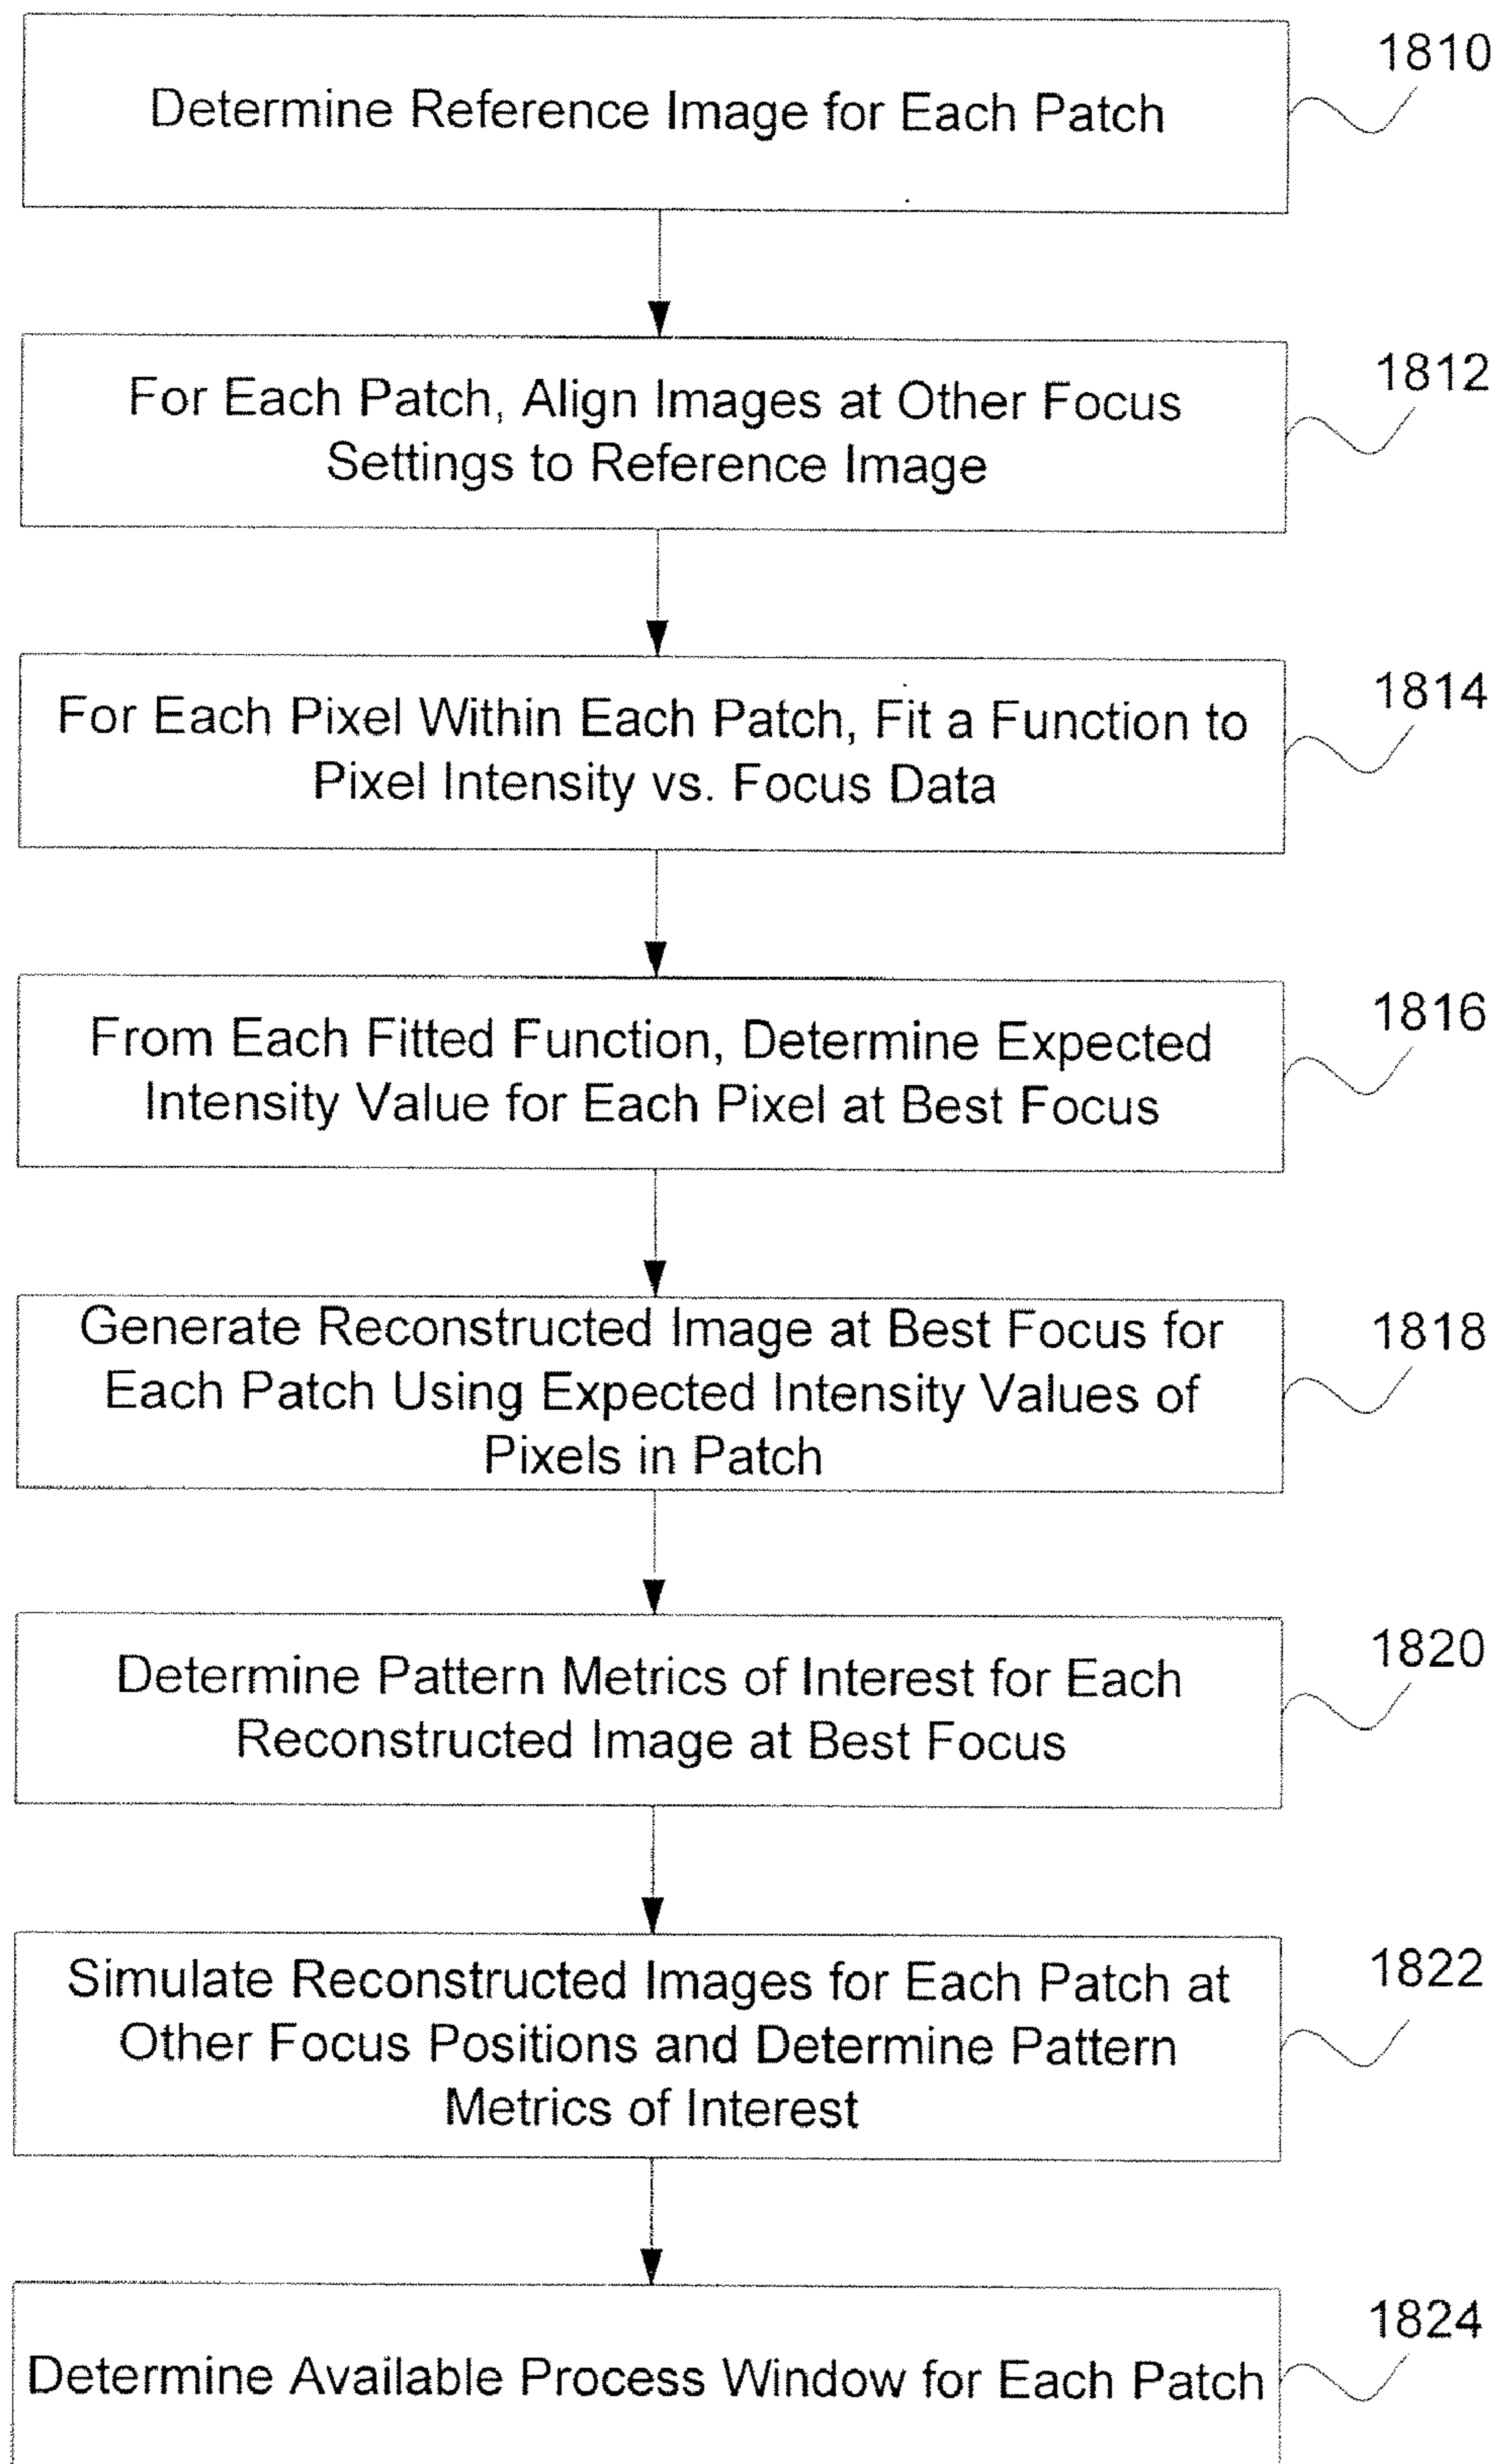 1810
Determine Reference Image for Each Patch
1812
For Each Patch, Align Images at Other Focus
Settings to Reference Image
1814
For Each Pixel Within Each Patch, Fit a Function to
Pixel Intensity vs. Focus Data
1816
From Each Fitted Function, Determine Expected
Intensity Value for Each Pixel at Best Focus
1818
Generate Reconstructed Image at Best Focus for
Each Patch Using Expected Intensity Values of
Pixels in Patch
1820
Determine Pattern Metrics of Interest for Each
Reconstructed Image at Best Focus
1822
Simulate Reconstructed Images for Each Patch at
Other Focus Positions and Determine Pattern
Metrics of Interest
1824
Determine Available Process Window for Each Patch